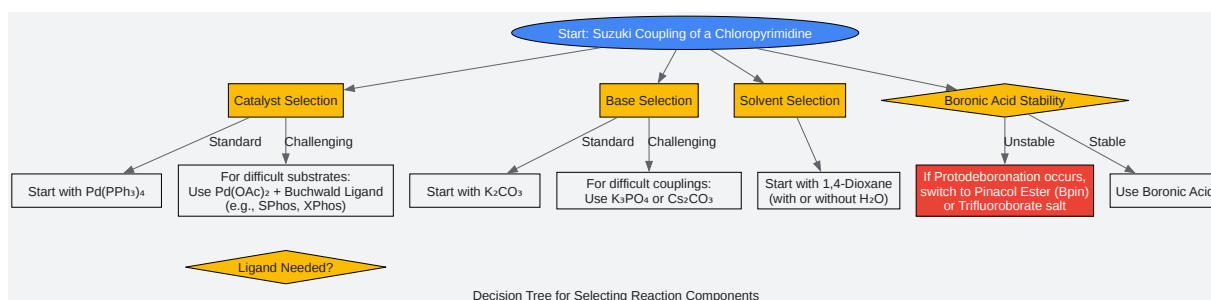 Start: Suzuki Coupling of a Chloropyrimidine
Catalyst Selection
Base Selection
Solvent Selection
Boronic Acid Stability
Standard
Challenging
Standard
Challenging
Unstable
Stable
Start with Pd(PPh₃)₄
For difficult substrates:
Use Pd(OAc)₂ + Buchwald Ligand
(e.g., SPhos, XPhos)
Start with K₂CO₃
For difficult couplings:
Use K₃PO₄ or Cs₂CO₃
Start with 1,4-Dioxane
(with or without H₂O)
If Protodeboronation occurs,
switch to Pinacol Ester (Bpin)
or Trifluoroborate salt
Use Boronic Acid
Ligand Needed?
Decision Tree for Selecting Reaction Components